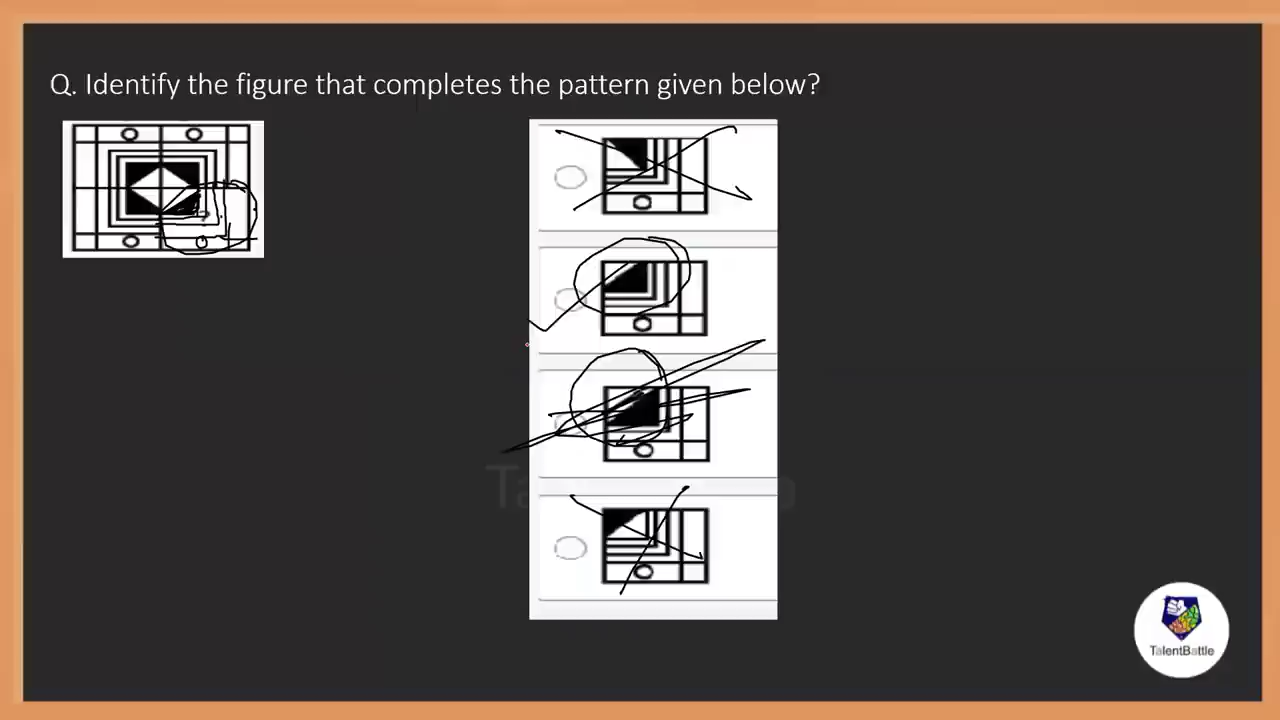 Q. Identify the figure that completes the pattern given below?
TalentBattle